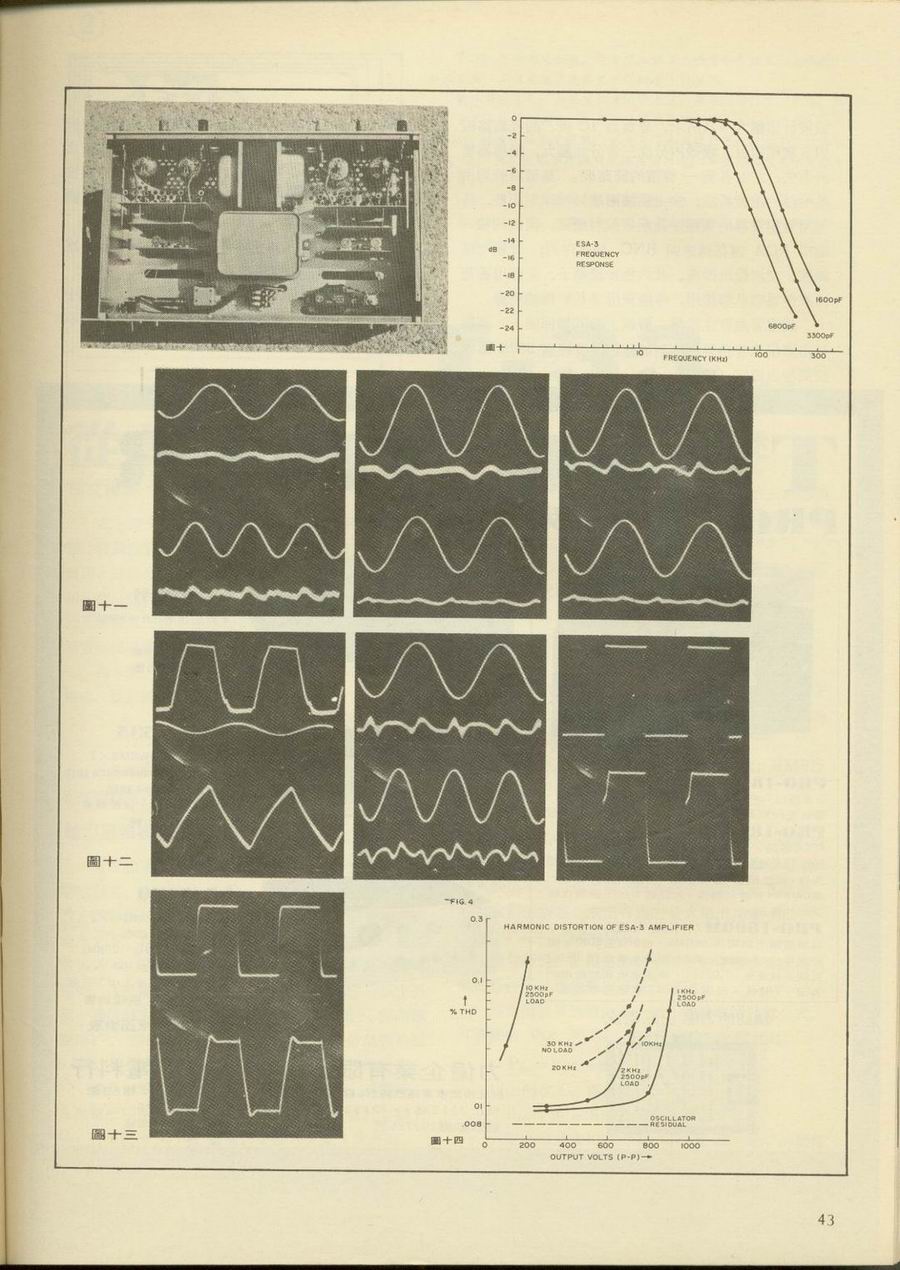 0
-2
-4
-6
-8
-10
-12
-14
dB
-16
-18
-20
-22
-24
ESA-3
FREQUENCY
RESPONSE
1600pF
6800pF
3300pF
圖十
1
10
100
300
FREQUENCY (KHz)
圖十一
圖十二
圖十三
FIG. 4
HARMONIC DISTORTION OF ESA-3 AMPLIFIER
0.3
0.1
% THD
.01
.008
10 KHz
2500pF
LOAD
1 KHz
2500pF
LOAD
30 KHz
NO LOAD
20 KHz
10KHz
2 KHz
2500pF
LOAD
OSCILLATOR
RESIDUAL
圖十四
0
200
400
600
800
1000
OUTPUT VOLTS (P-P)→
43